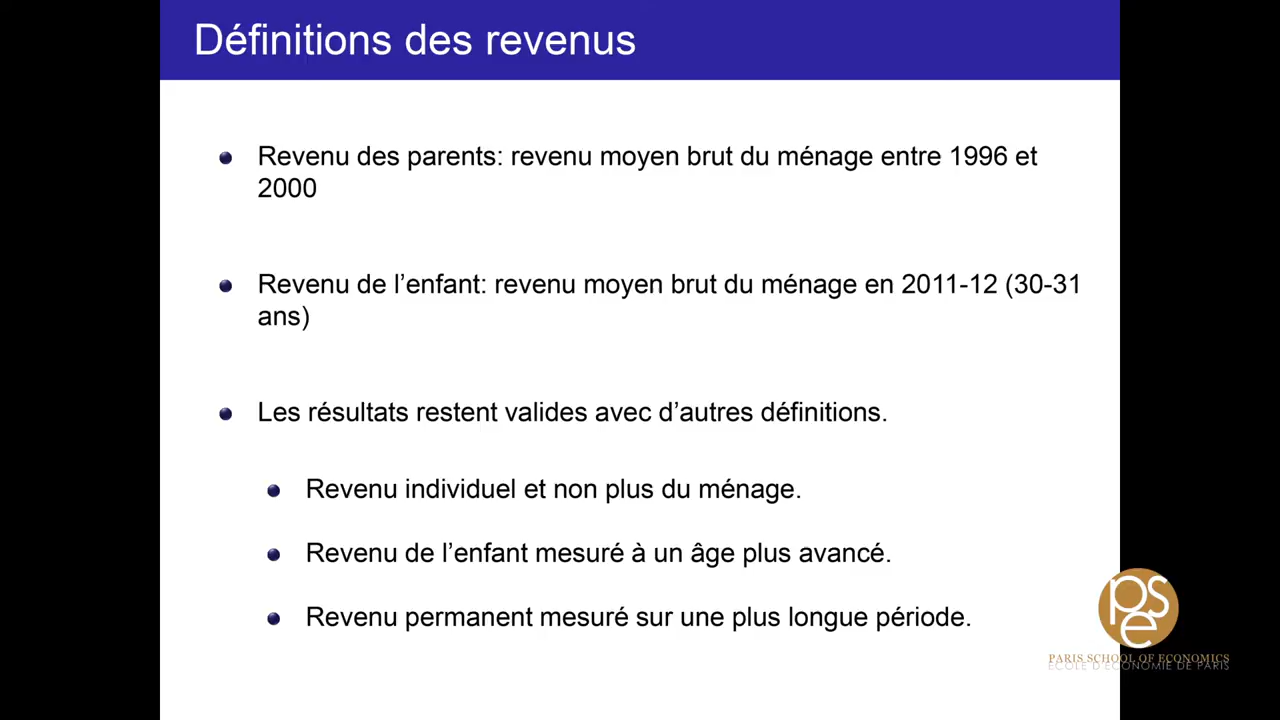 Définitions des revenus
Revenu des parents: revenu moyen brut du ménage entre 1996 et
2000
Revenu de l’enfant: revenu moyen brut du ménage en 2011-12 (30-31
ans)
Les résultats restent valides avec d’autres définitions.
Revenu individuel et non plus du ménage.
Revenu de l’enfant mesuré à un âge plus avancé.
Revenu permanent mesuré sur une plus longue période.
pse
PARIS SCHOOL OF ECONOMICS
ECOLE D'ECONOMIE DE PARIS